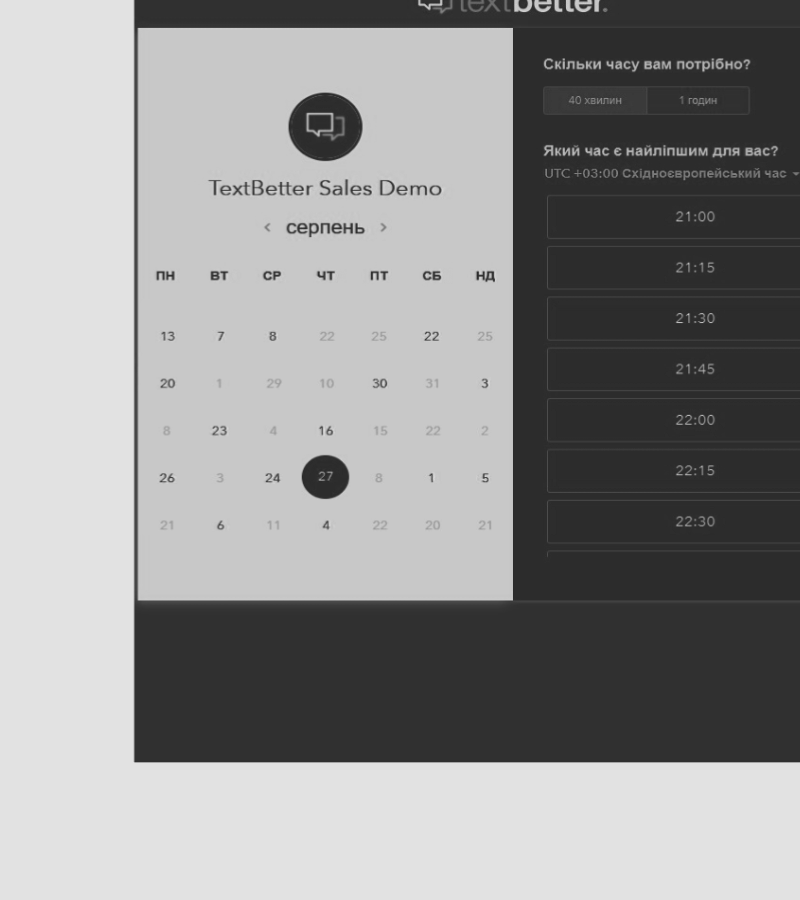 textbetter.
TextBetter Sales Demo
< серпень >
ПН ВТ СР ЧТ ПТ СБ НД
13 7 8 22 25 22 25
20 1 29 10 30 31 3
8 23 4 16 15 22 2
26 3 24 27 8 1 5
21 6 11 4 22 20 21
Скільки часу вам потрібно?
40 хвилин 1 годин
Який час є найліпшим для вас?
UTC +03:00 Східноєвропейський час
21:00
21:15
21:30
21:45
22:00
22:15
22:30